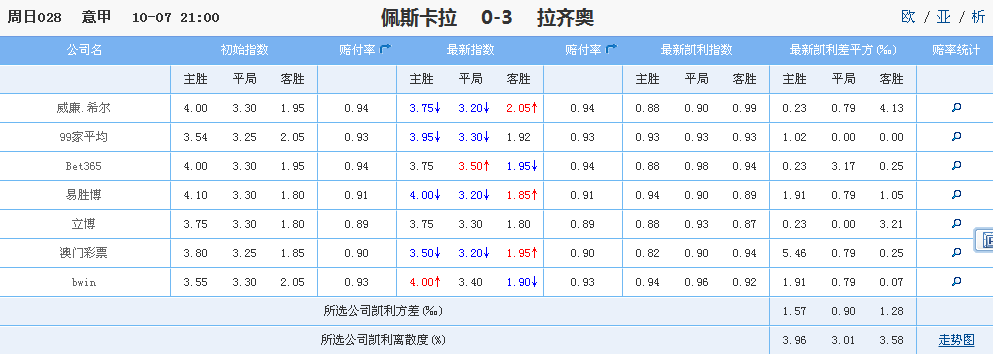 周日028 意甲 10-07 21:00 佩斯卡拉 0-3 拉齐奥 欧 / 亚 / 析
公司名 初始指数 赔付率 最新指数 赔付率 最新凯利指数 最新凯利差平方(‰) 赔率统计
主胜 平局 客胜 主胜 平局 客胜 主胜 平局 客胜 主胜 平局 客胜
威廉.希尔 4.00 3.30 1.95 0.94 3.75↓ 3.20↓ 2.05↑ 0.94 0.88 0.90 0.99 0.23 0.79 4.13
99家平均 3.54 3.25 2.05 0.93 3.95↓ 3.30↓ 1.92 0.93 0.93 0.93 0.93 1.02 0.00 0.00
Bet365 4.00 3.30 1.95 0.94 3.75 3.50↑ 1.95↓ 0.94 0.88 0.98 0.94 0.23 3.17 0.25
易胜博 4.10 3.30 1.80 0.91 4.00↓ 3.20↓ 1.85↑ 0.91 0.94 0.90 0.89 1.91 0.79 1.05
立博 3.75 3.30 1.80 0.89 3.75 3.30 1.80 0.89 0.88 0.93 0.87 0.23 0.00 3.21
澳门彩票 3.80 3.25 1.85 0.90 3.50↓ 3.20↓ 1.95↑ 0.90 0.82 0.90 0.94 5.46 0.79 0.25
bwin 3.55 3.30 2.05 0.93 4.00↑ 3.40 1.90↓ 0.93 0.94 0.96 0.92 1.91 0.79 0.07
所选公司凯利方差(‰) 1.57 0.90 1.28
所选公司凯利离散度(%) 3.96 3.01 3.58 走势图